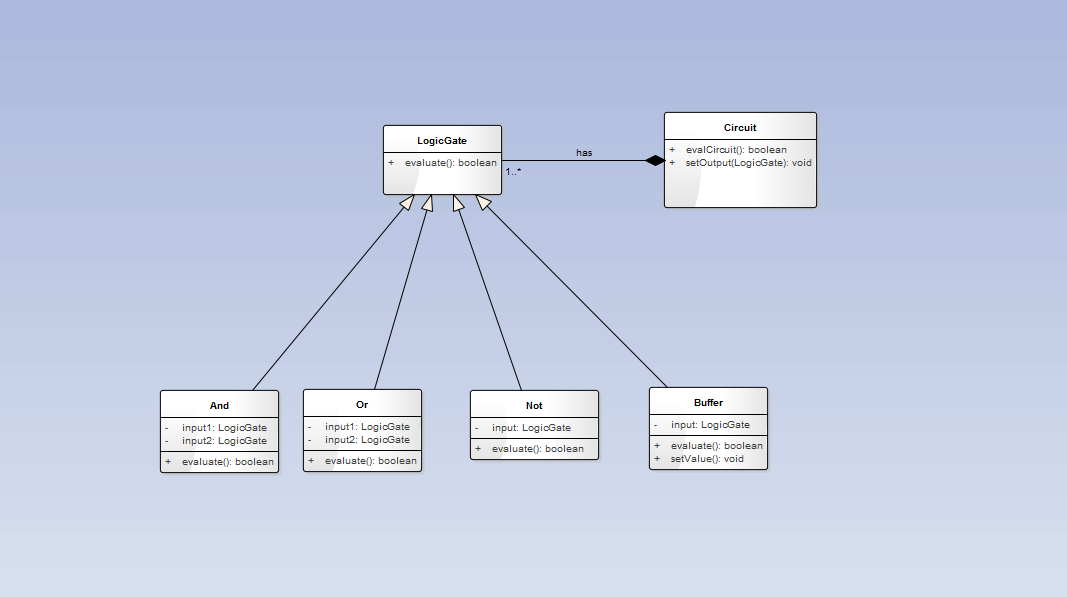 LogicGate
+ evaluate(): boolean
has
1..*
Circuit
+ evalCircuit(): boolean
+ setOutput(LogicGate): void
And
- input1: LogicGate
- input2: LogicGate
+ evaluate(): boolean
Or
- input1: LogicGate
- input2: LogicGate
+ evaluate(): boolean
Not
- input: LogicGate
+ evaluate(): boolean
Buffer
- input: LogicGate
+ evaluate(): boolean
+ setValue(): void